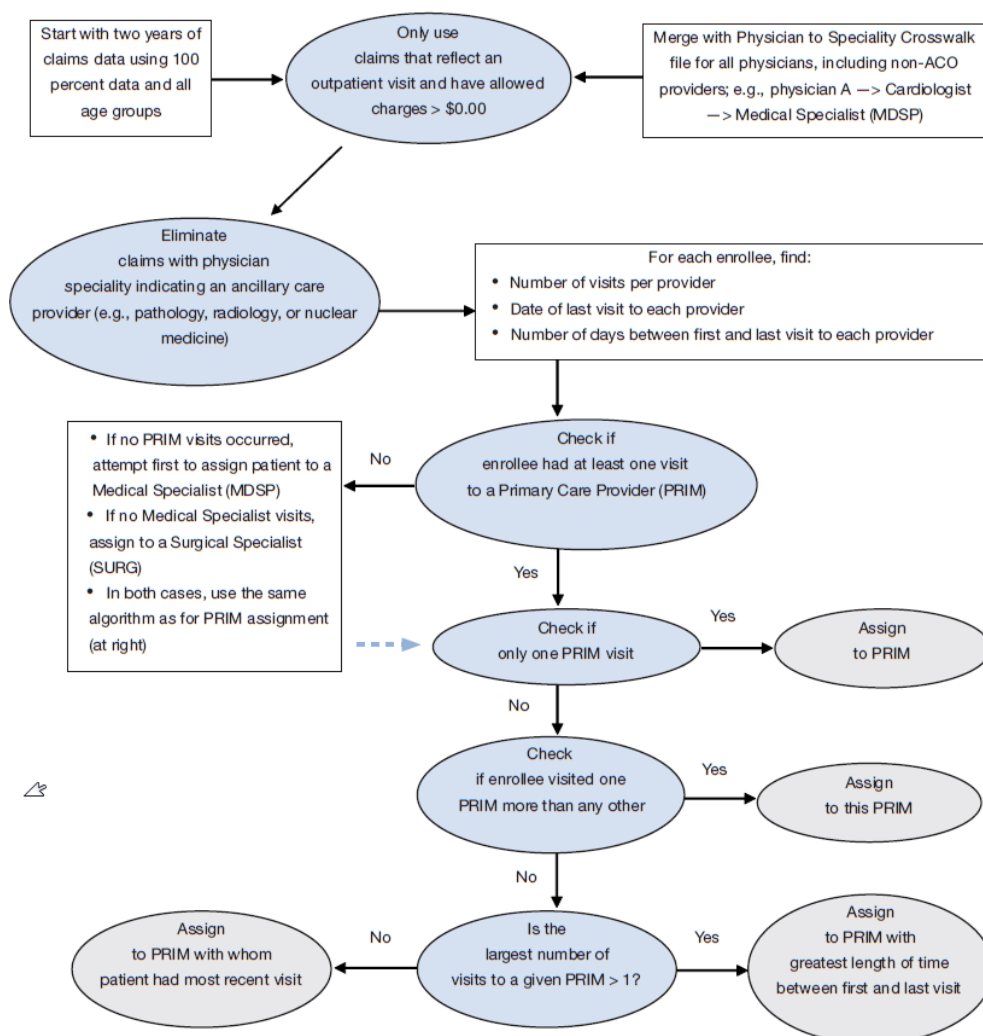 Start with two years of
claims data using 100
percent data and all
age groups
Only use
claims that reflect an
outpatient visit and have allowed
charges > $0.00
Merge with Physician to Speciality Crosswalk
file for all physicians, including non-ACO
providers; e.g., physician A —> Cardiologist
—> Medical Specialist (MDSP)
Eliminate
claims with physician
speciality indicating an ancillary care
provider (e.g., pathology, radiology, or nuclear
medicine)
For each enrollee, find:
• Number of visits per provider
• Date of last visit to each provider
• Number of days between first and last visit to each provider
Check if
enrollee had at least one visit
to a Primary Care Provider (PRIM)
No
• If no PRIM visits occurred,
attempt first to assign patient to a
Medical Specialist (MDSP)
• If no Medical Specialist visits,
assign to a Surgical Specialist
(SURG)
• In both cases, use the same
algorithm as for PRIM assignment
(at right)
Yes
Check if
only one PRIM visit
Yes
Assign
to PRIM
No
Check
if enrollee visited one
PRIM more than any other
Yes
Assign
to this PRIM
No
Is the
largest number of
visits to a given PRIM > 1?
No
Assign
to PRIM with whom
patient had most recent visit
Yes
Assign
to PRIM with
greatest length of time
between first and last visit